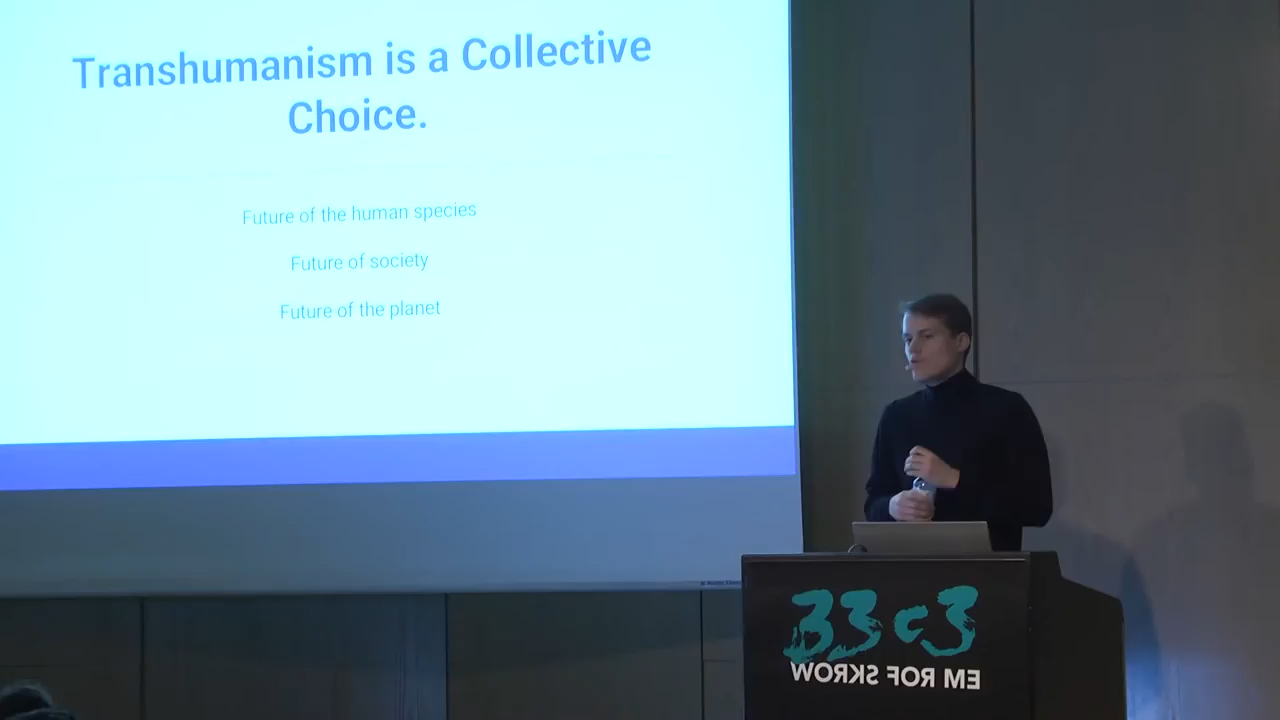 Transhumanism is a Collective
Choice.
Future of the human species
Future of society
Future of the planet
33c3
WORKS FOR ME